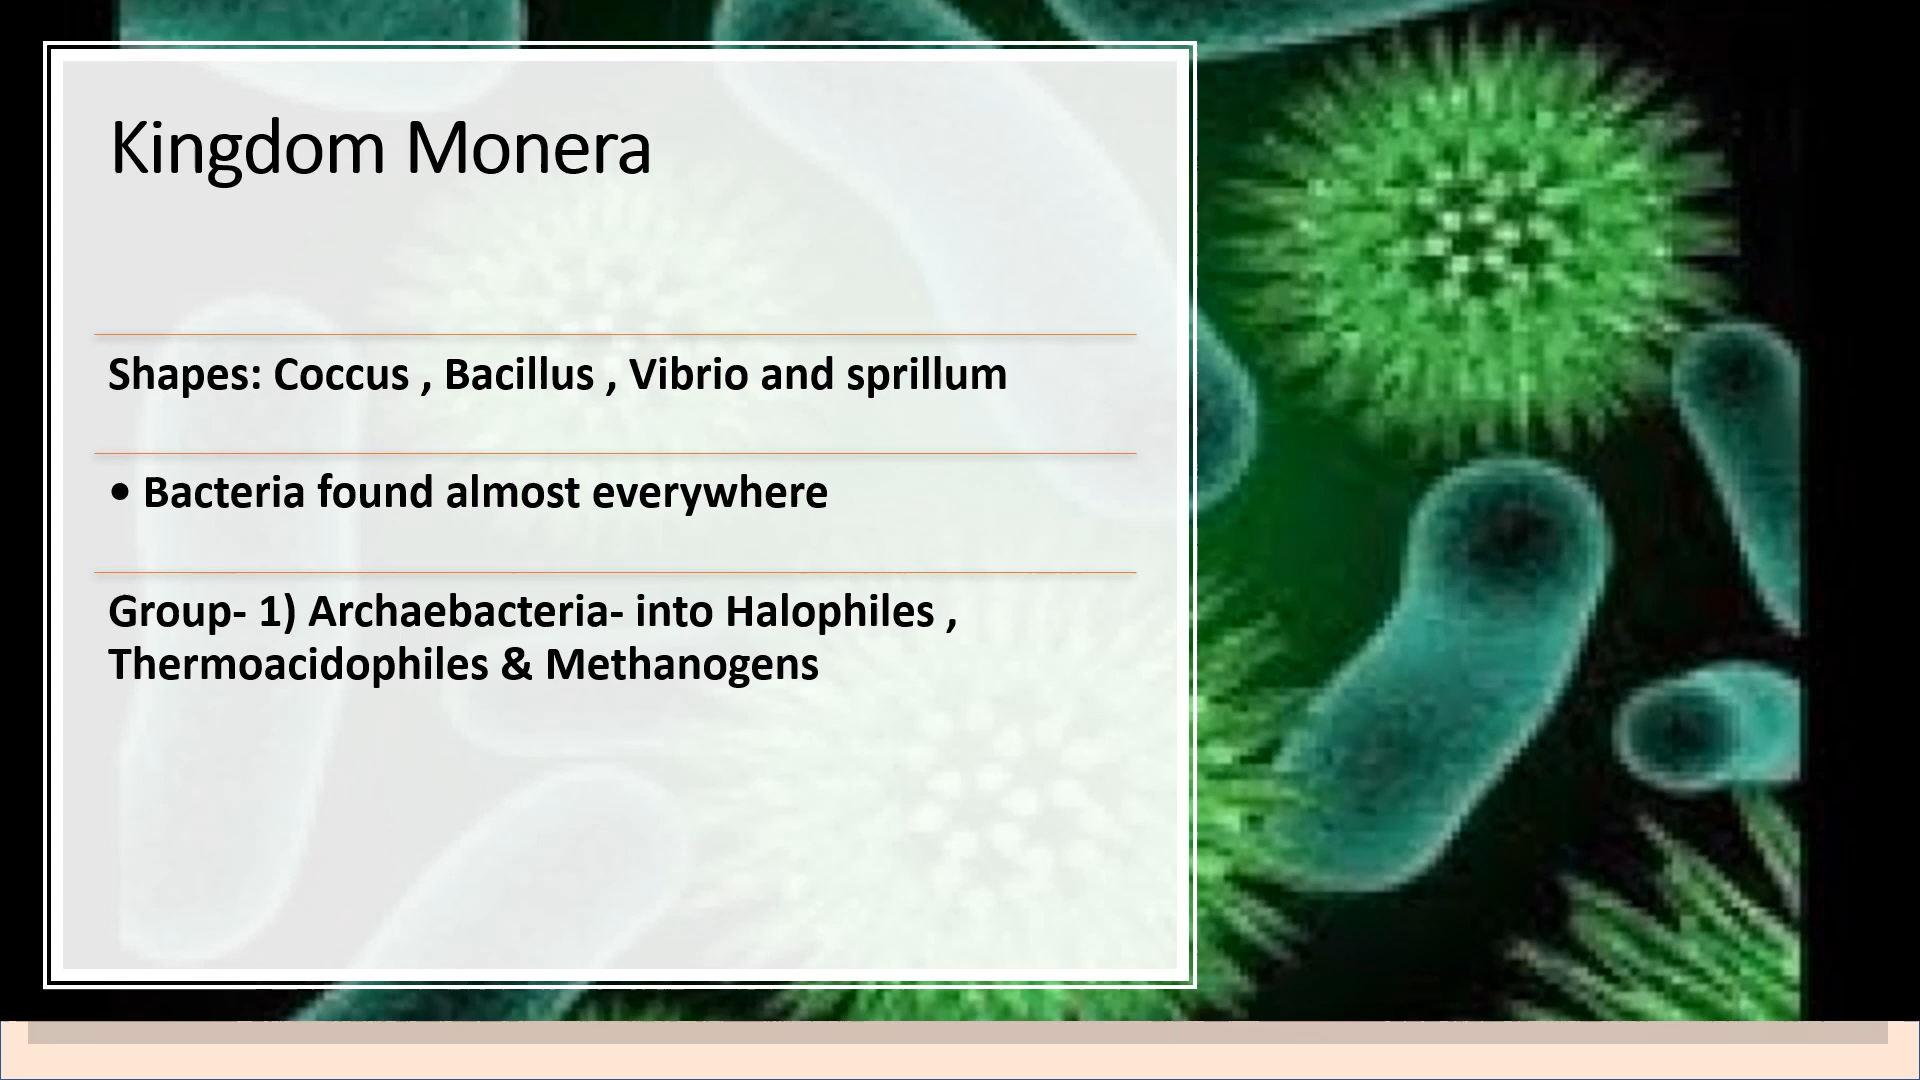 Kingdom Monera
Shapes: Coccus , Bacillus , Vibrio and sprillum
• Bacteria found almost everywhere
Group- 1) Archaebacteria- into Halophiles ,
Thermoacidophiles & Methanogens